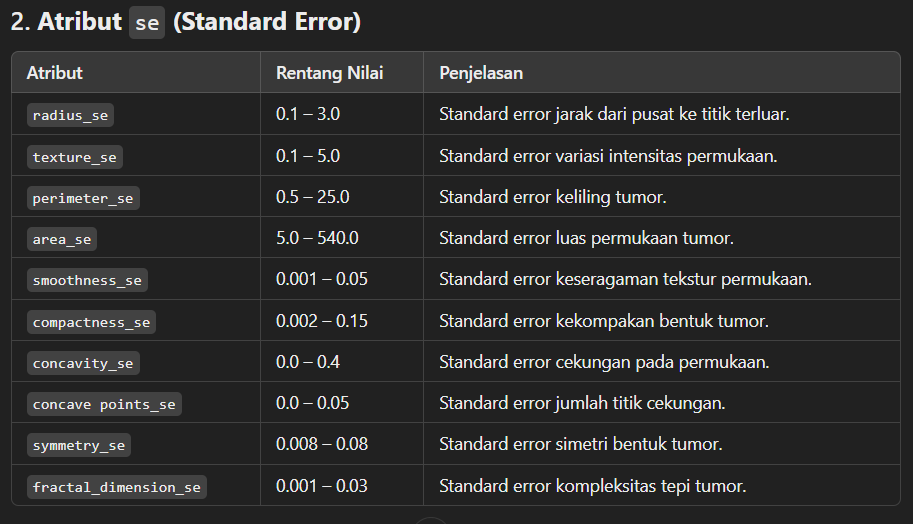 2. Atribut se (Standard Error)
Atribut Rentang Nilai Penjelasan
radius_se 0.1 – 3.0 Standard error jarak dari pusat ke titik terluar.
texture_se 0.1 – 5.0 Standard error variasi intensitas permukaan.
perimeter_se 0.5 – 25.0 Standard error keliling tumor.
area_se 5.0 – 540.0 Standard error luas permukaan tumor.
smoothness_se 0.001 – 0.05 Standard error keseragaman tekstur permukaan.
compactness_se 0.002 – 0.15 Standard error kekompakan bentuk tumor.
concavity_se 0.0 – 0.4 Standard error cekungan pada permukaan.
concave points_se 0.0 – 0.05 Standard error jumlah titik cekungan.
symmetry_se 0.008 – 0.08 Standard error simetri bentuk tumor.
fractal_dimension_se 0.001 – 0.03 Standard error kompleksitas tepi tumor.